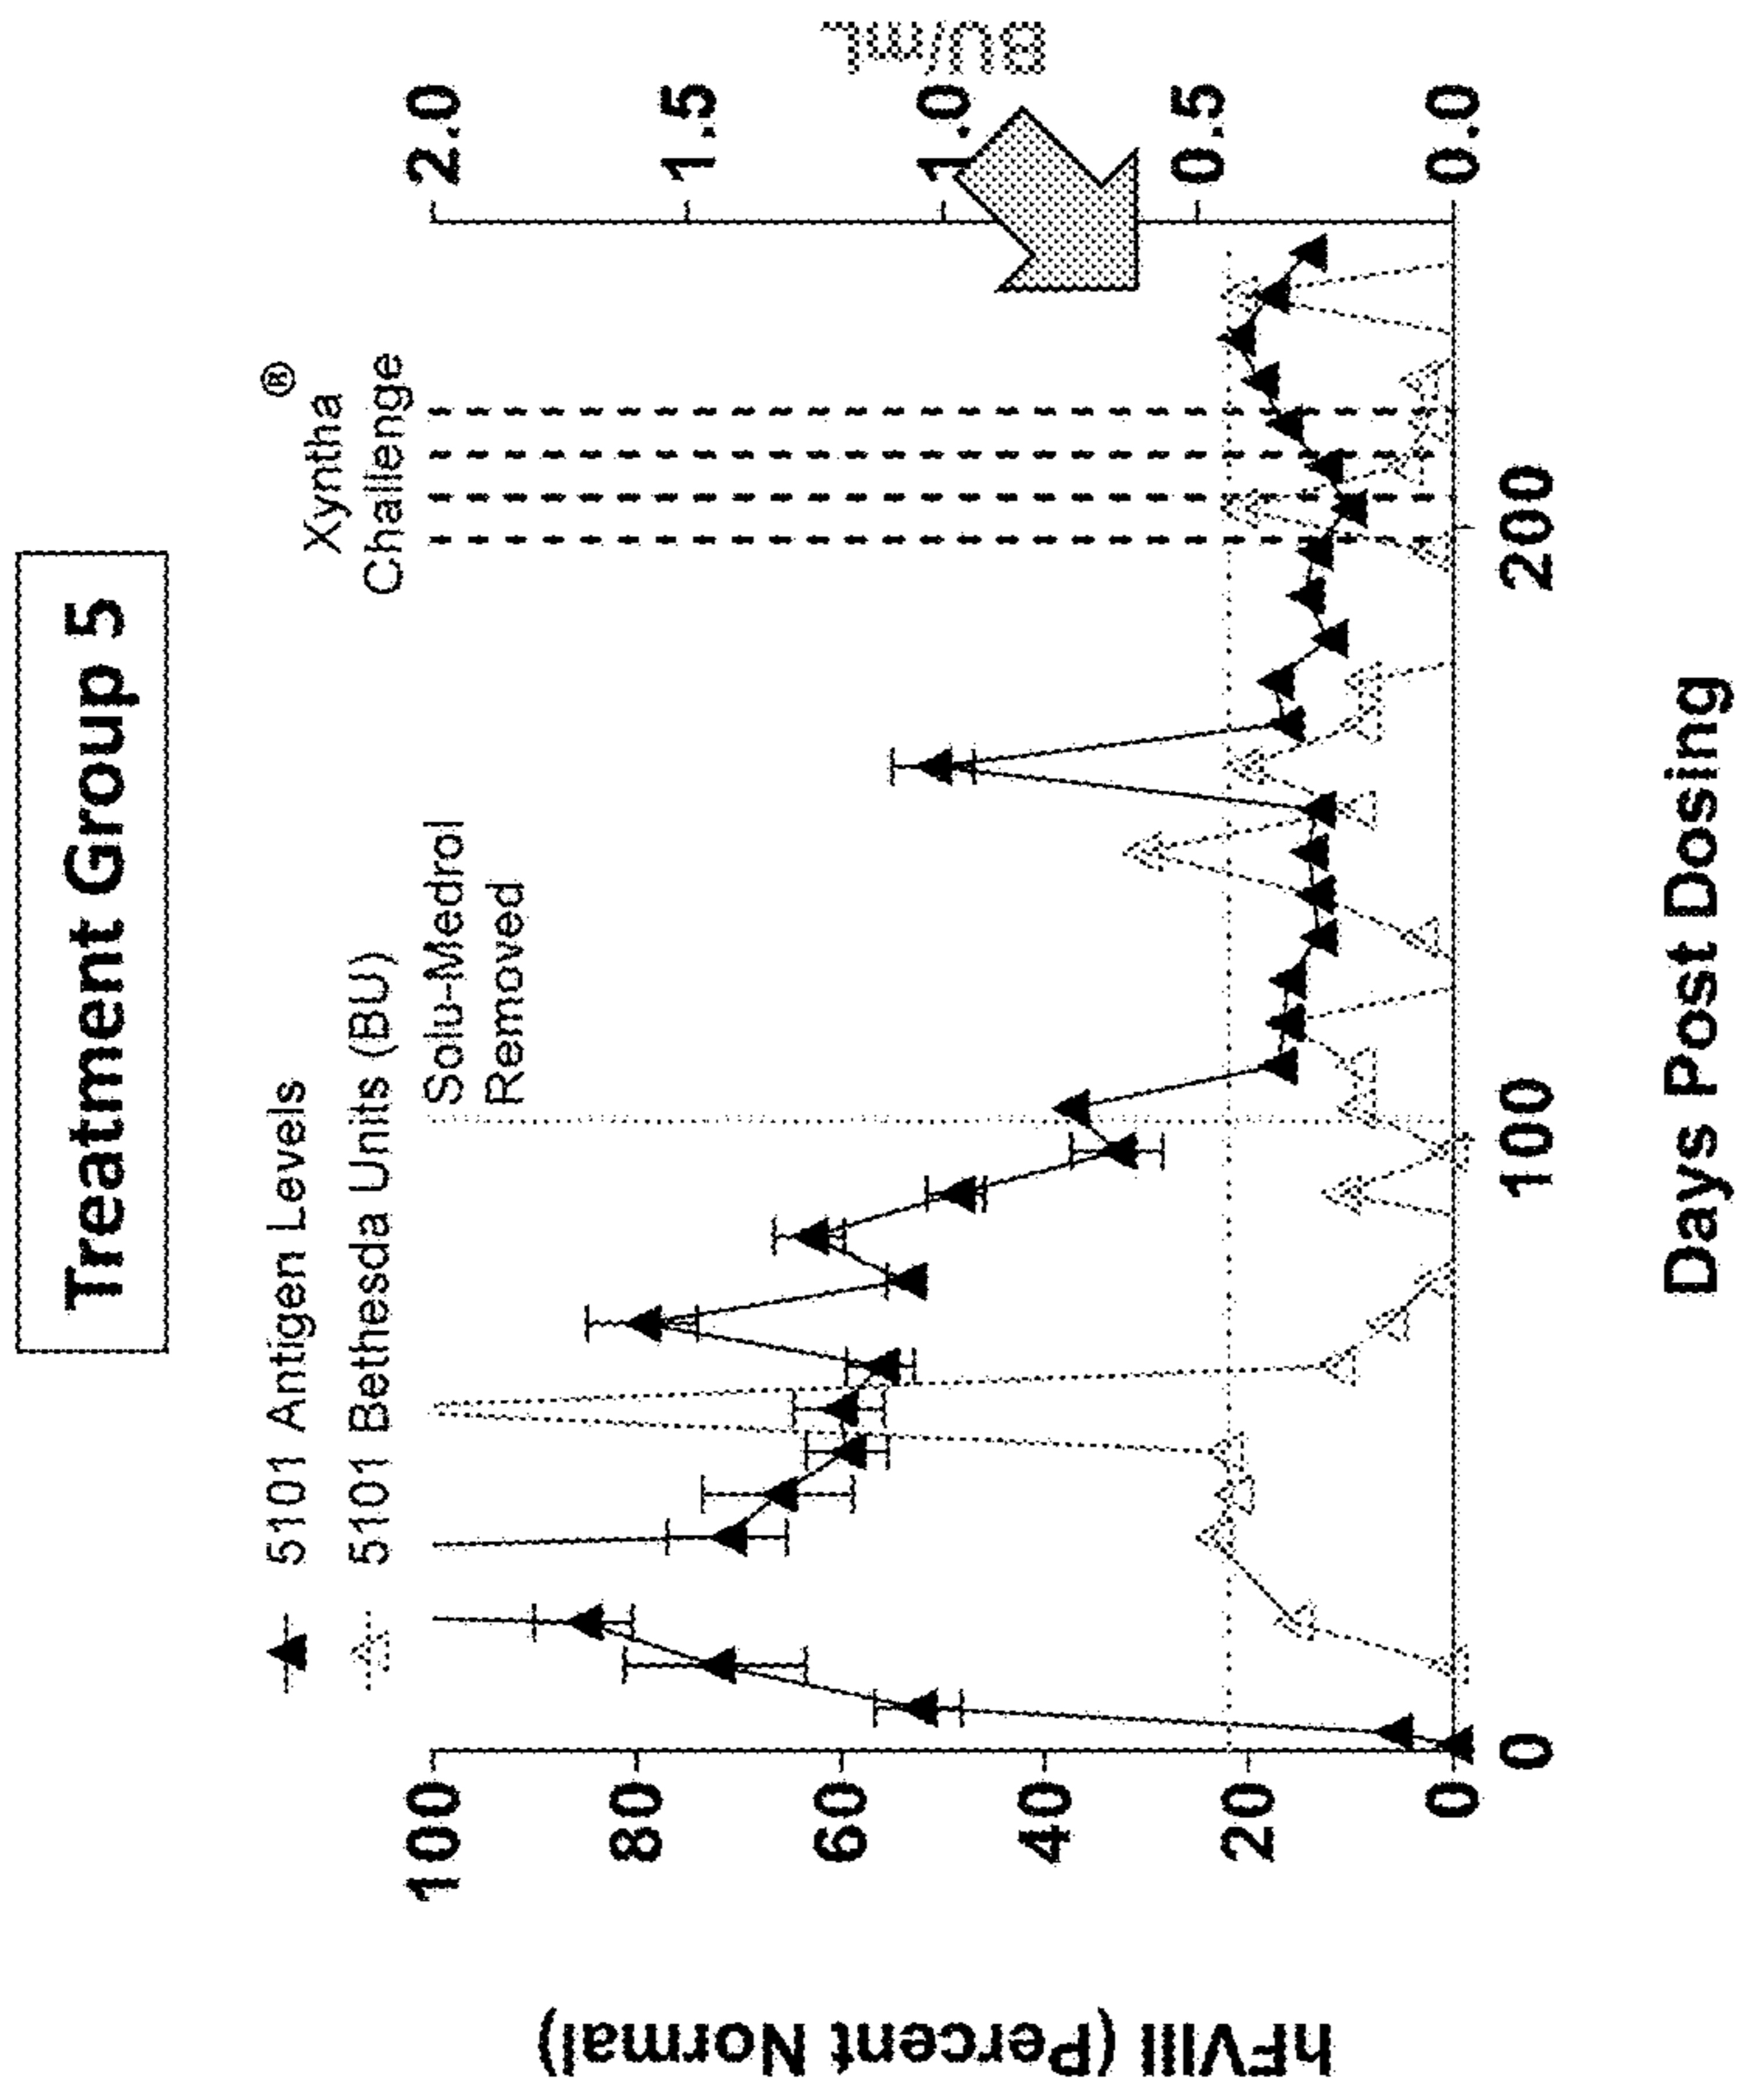 Treatment Group 5
5101 Antigen Levels
5101 Bethesda Units (BU)
Solu-Medrol
Removed
Xyntha®
Challenge
hFVIII (Percent Normal)
100
80
60
40
20
0
BU/mL
2.0
1.5
1.0
0.5
0.0
0
100
200
Days Post Dosing